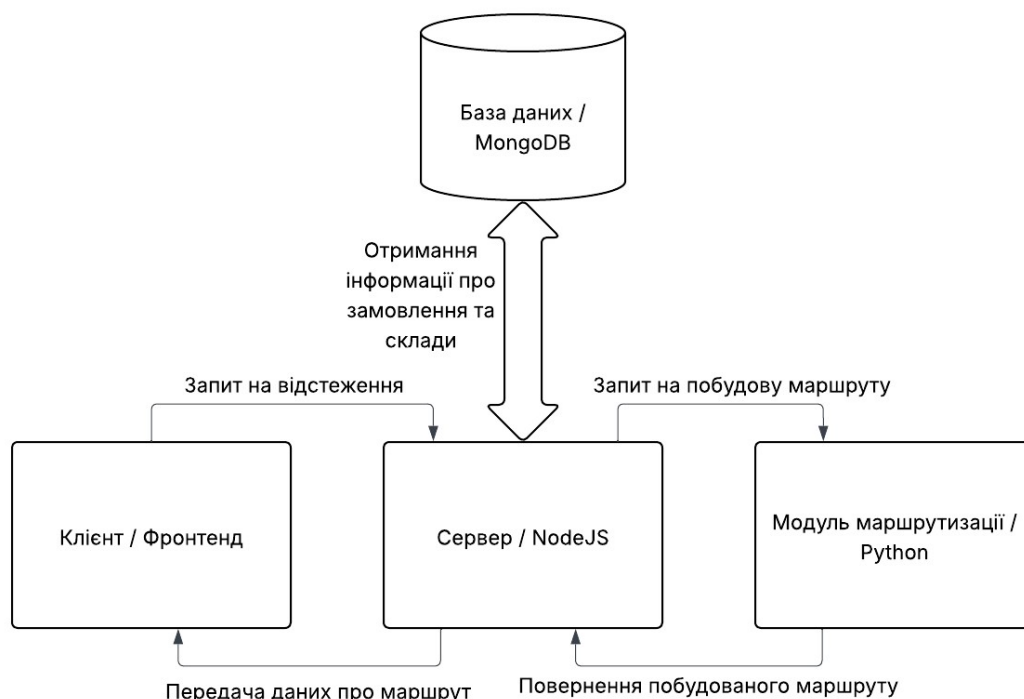 База даних /
MongoDB
Отримання
інформації про
замовлення та
склади
Запит на відстеження
Запит на побудову маршруту
Клієнт / Фронтенд
Сервер / NodeJS
Модуль маршрутизації /
Python
Передача даних про маршрут
Повернення побудованого маршруту